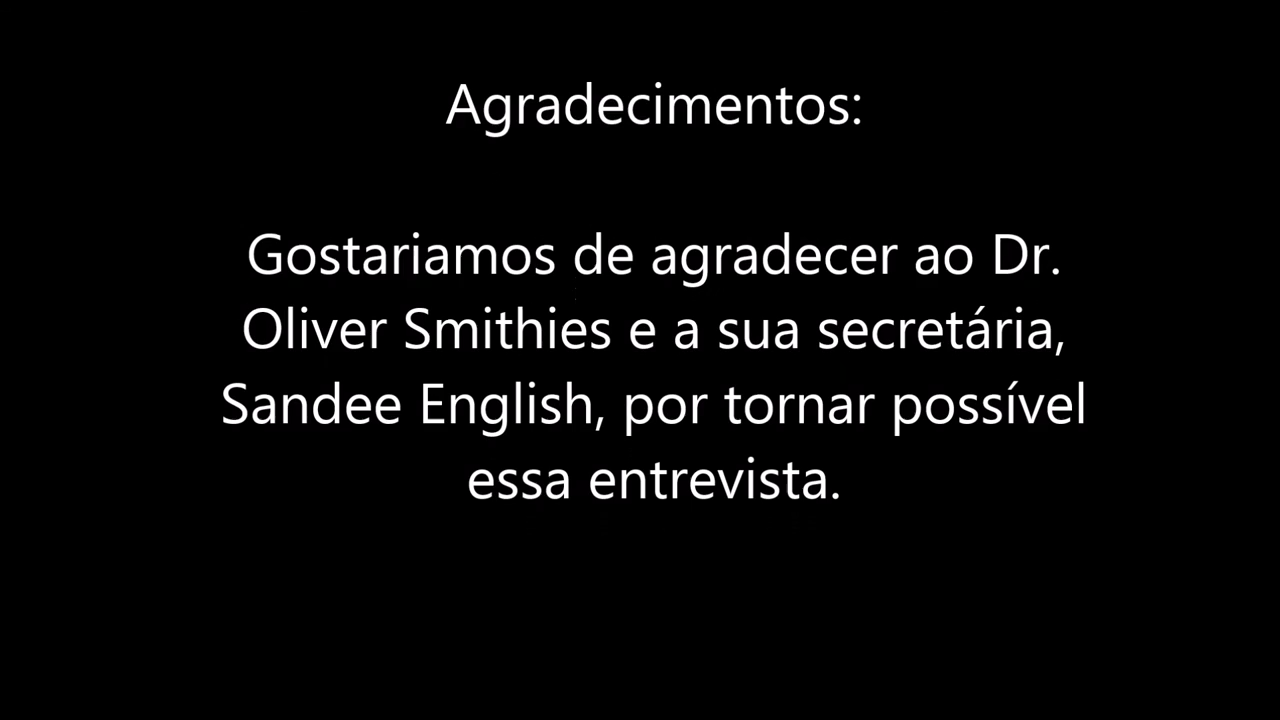 Agradecimentos:
Gostariamos de agradecer ao Dr.
Oliver Smithies e a sua secretária,
Sandee English, por tornar possível
essa entrevista.